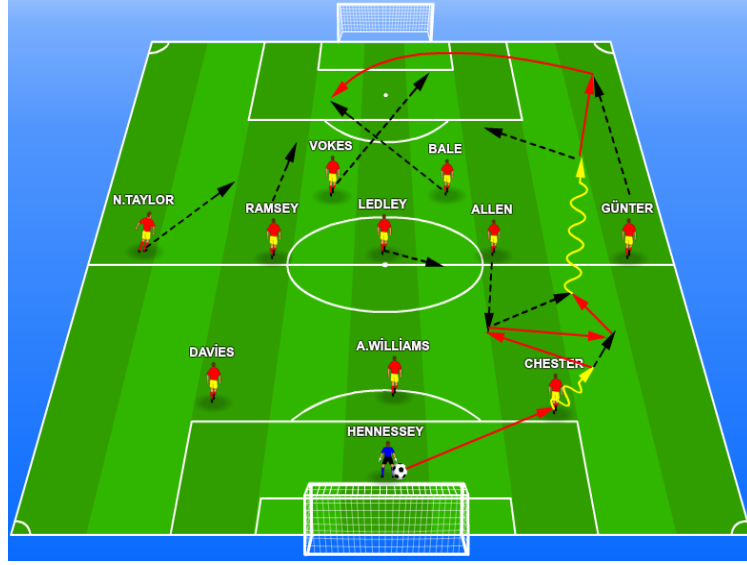 VOKES
BALE
N.TAYLOR
RAMSEY
LEDLEY
ALLEN
GÜNTER
DAVİES
A.WİLLİAMS
CHESTER
HENNESSEY